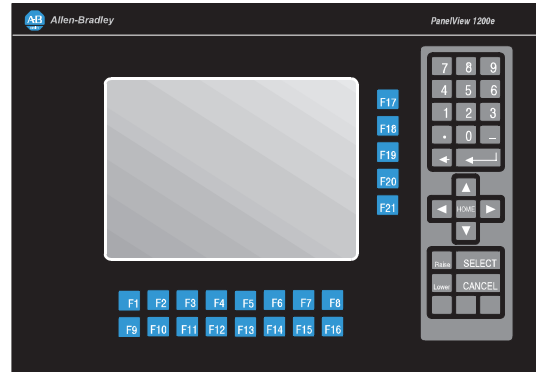 AB Allen-Bradley
PanelView 1200e
7 8 9
4 5 6
1 2 3
. 0 –
F17
F18
F19
F20
F21
HOME
Raise SELECT
Lower CANCEL
F1 F2 F3 F4 F5 F6 F7 F8
F9 F10 F11 F12 F13 F14 F15 F16